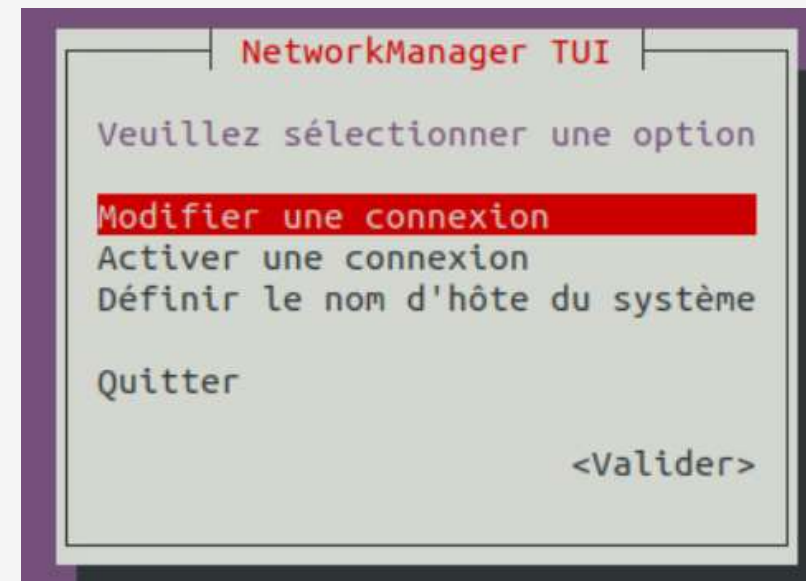 NetworkManager TUI
Veuillez sélectionner une option
Modifier une connexion
Activer une connexion
Définir le nom d'hôte du système
Quitter
<Valider>